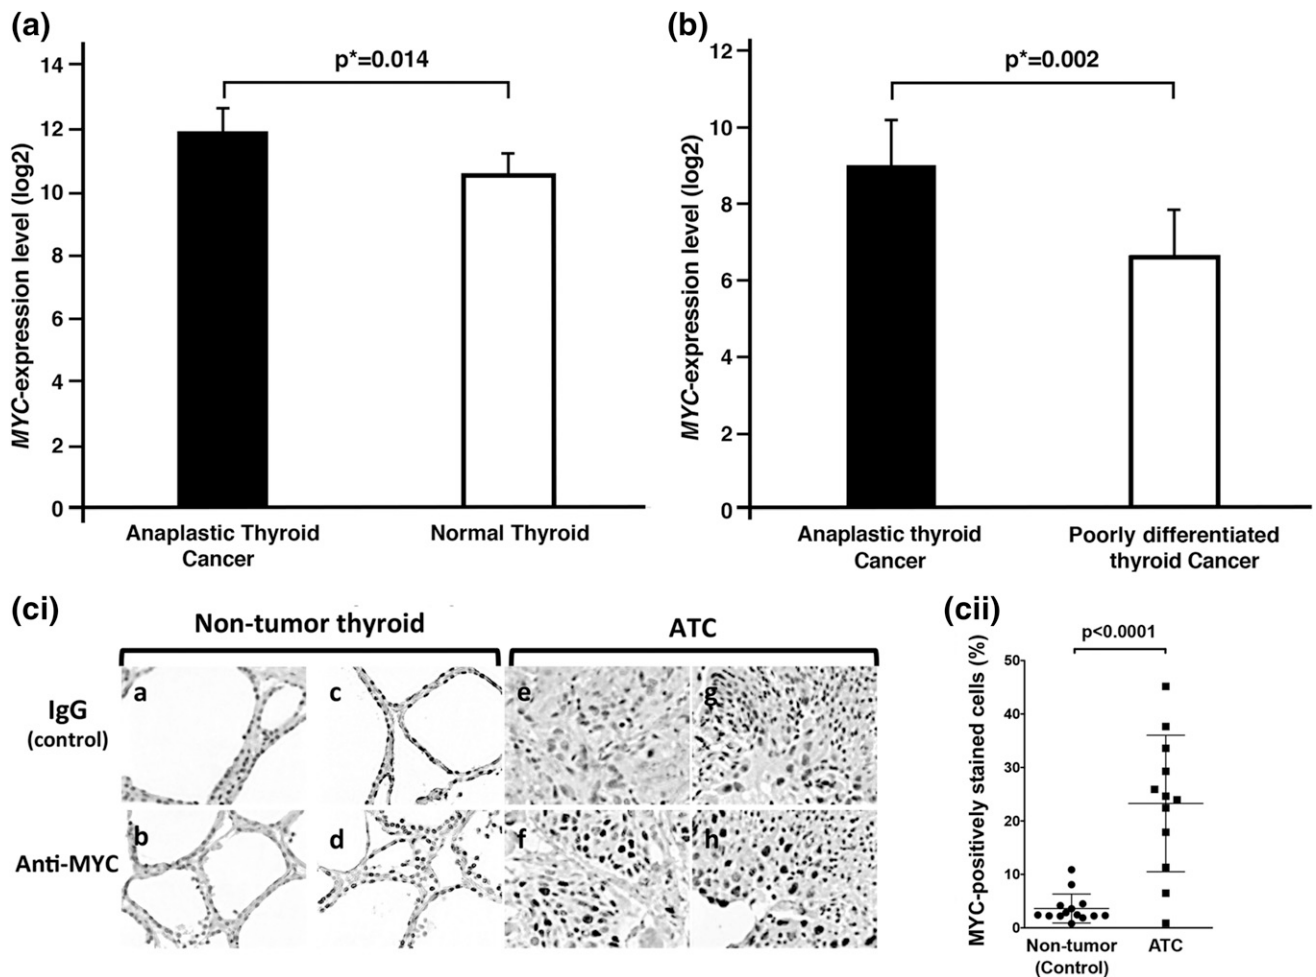 (a)
p*=0.014
MYC-expression level (log2)
14
12
10
8
6
4
2
0
Anaplastic Thyroid
Cancer
Normal Thyroid
(b)
p*=0.002
MYC-expression level (log2)
12
10
8
6
4
2
0
Anaplastic thyroid
Cancer
Poorly differentiated
thyroid Cancer
(ci)
Non-tumor thyroid
ATC
IgG
(control)
a
c
e
g
Anti-MYC
b
d
f
h
(cii)
p<0.0001
MYC-positively stained cells (%)
50
40
30
20
10
0
Non-tumor
(Control)
ATC